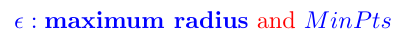 ϵ : maximum radius and MinPts